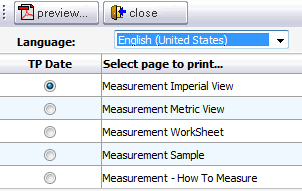 preview... close
Language: English (United States)
TP Date Select page to print...
Measurement Imperial View
Measurement Metric View
Measurement WorkSheet
Measurement Sample
Measurement - How To Measure